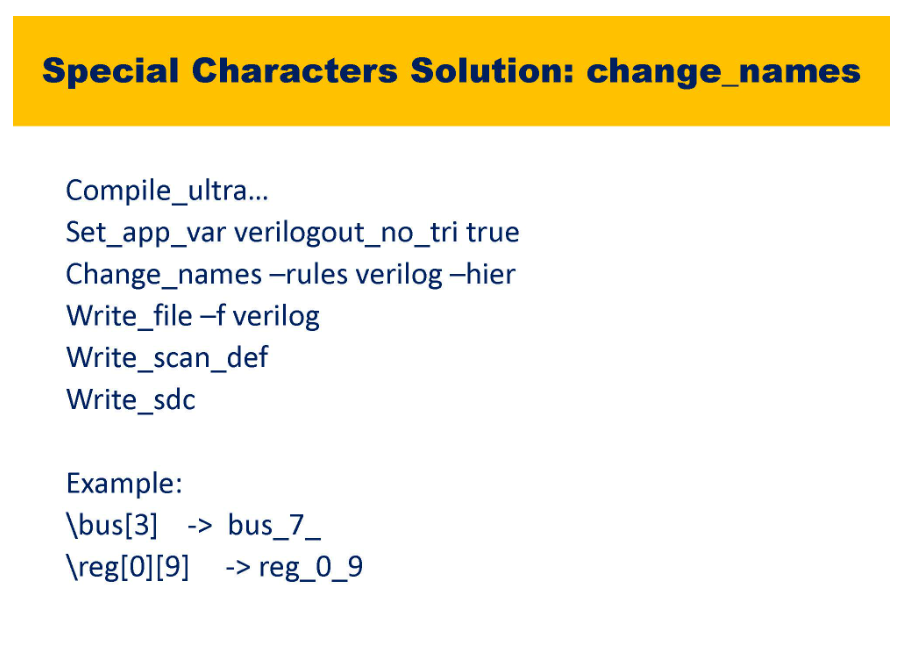 Special Characters Solution: change_names
Compile_ultra…
Set_app_var verilogout_no_tri true
Change_names –rules verilog –hier
Write_file –f verilog
Write_scan_def
Write_sdc
Example:
\bus[3] -> bus_7_
\reg[0][9] -> reg_0_9